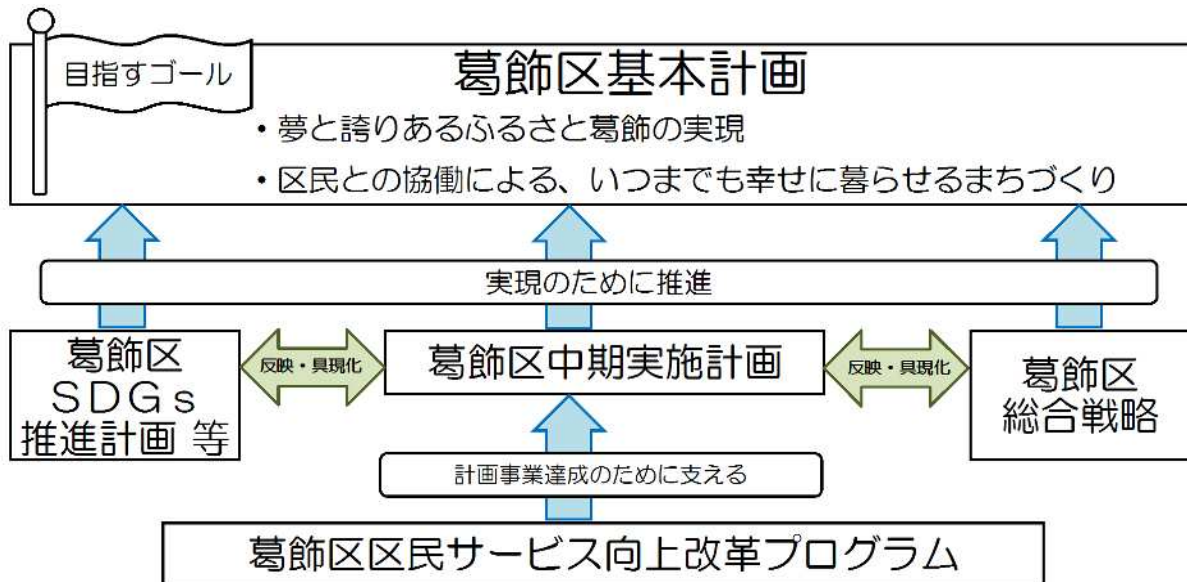 目指すゴール
葛飾区基本計画
・夢と誇りあるふるさと葛飾の実現
・区民との協働による、いつまでも幸せに暮らせるまちづくり
実現のために推進
葛飾区
SDGs
推進計画 等
反映・具現化
葛飾区中期実施計画
反映・具現化
葛飾区
総合戦略
計画事業達成のために支える
葛飾区区民サービス向上改革プログラム